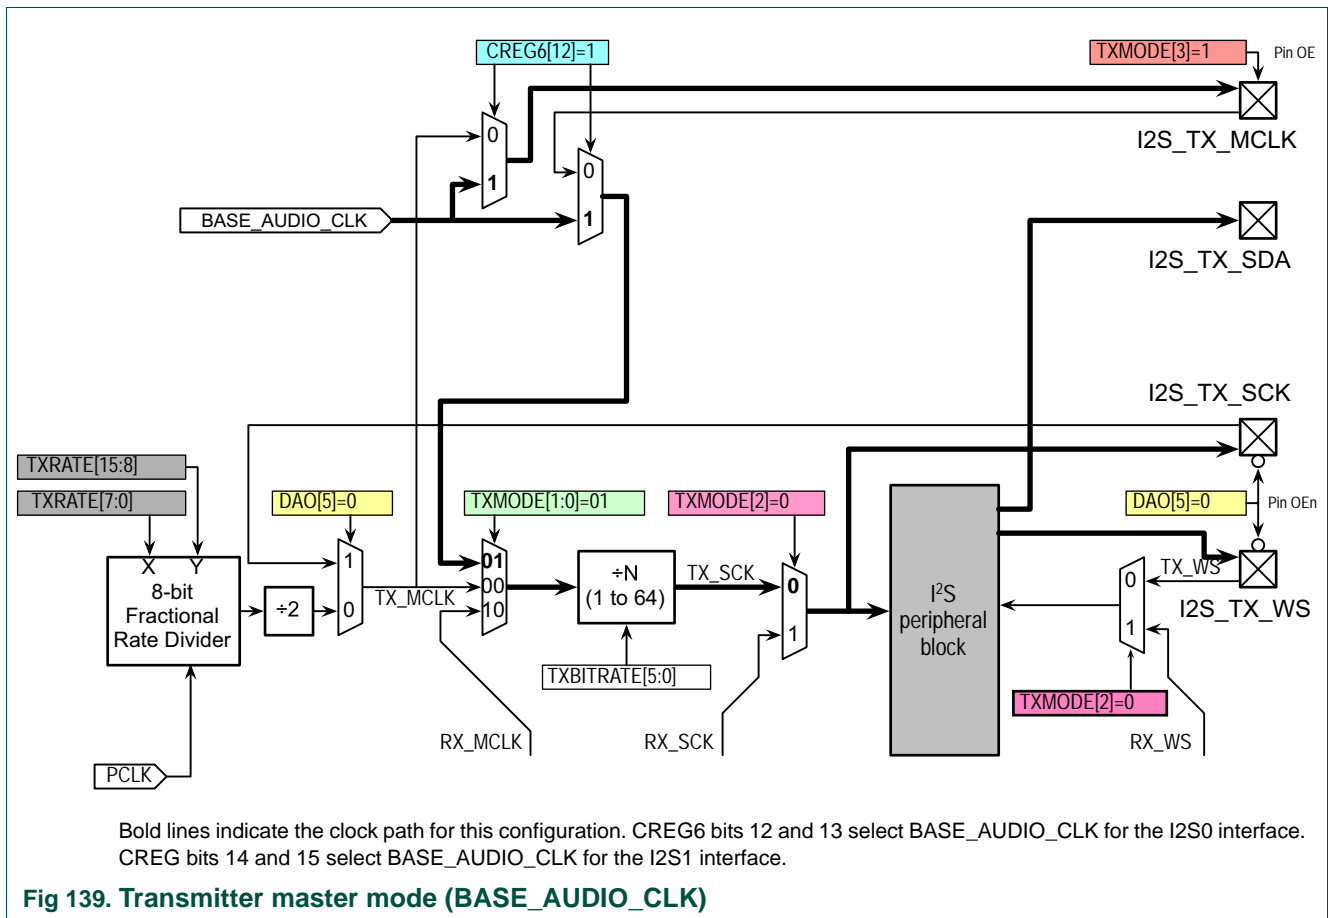 CREG6[12]=1
TXMODE[3]=1
Pin OE
0
1
0
1
I2S_TX_MCLK
BASE_AUDIO_CLK
I2S_TX_SDA
I2S_TX_SCK
TXRATE[15:8]
TXRATE[7:0]
DAO[5]=0
TXMODE[1:0]=01
TXMODE[2]=0
DAO[5]=0
Pin OEn
X Y
8-bit
Fractional
Rate Divider
÷2
1
0
TX_MCLK
01
00
10
÷N
(1 to 64)
TX_SCK
0
1
I²S
peripheral
block
0
1
TX_WS
I2S_TX_WS
TXBITRATE[5:0]
TXMODE[2]=0
RX_MCLK
RX_SCK
RX_WS
PCLK
Bold lines indicate the clock path for this configuration. CREG6 bits 12 and 13 select BASE_AUDIO_CLK for the I2S0 interface.
CREG bits 14 and 15 select BASE_AUDIO_CLK for the I2S1 interface.
Fig 139. Transmitter master mode (BASE_AUDIO_CLK)